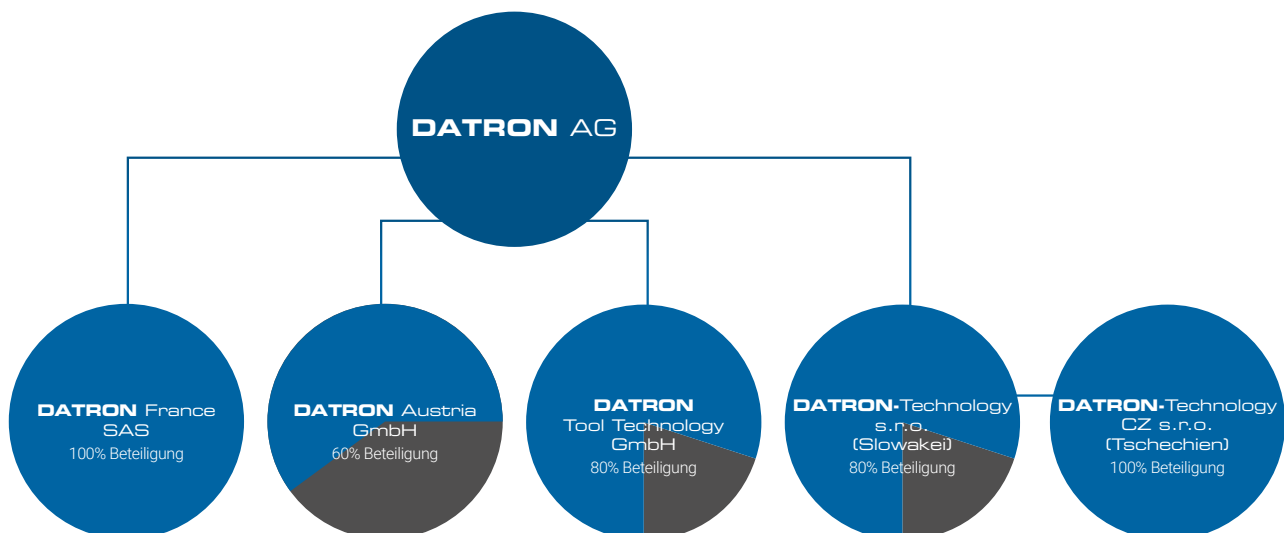 DATRON AG
DATRON France
SAS
100% Beteiligung
DATRON Austria
GmbH
60% Beteiligung
DATRON
Tool Technology
GmbH
80% Beteiligung
DATRON-Technology
s.r.o.
(Slowakei)
80% Beteiligung
DATRON-Technology
CZ s.r.o.
(Tschechien)
100% Beteiligung